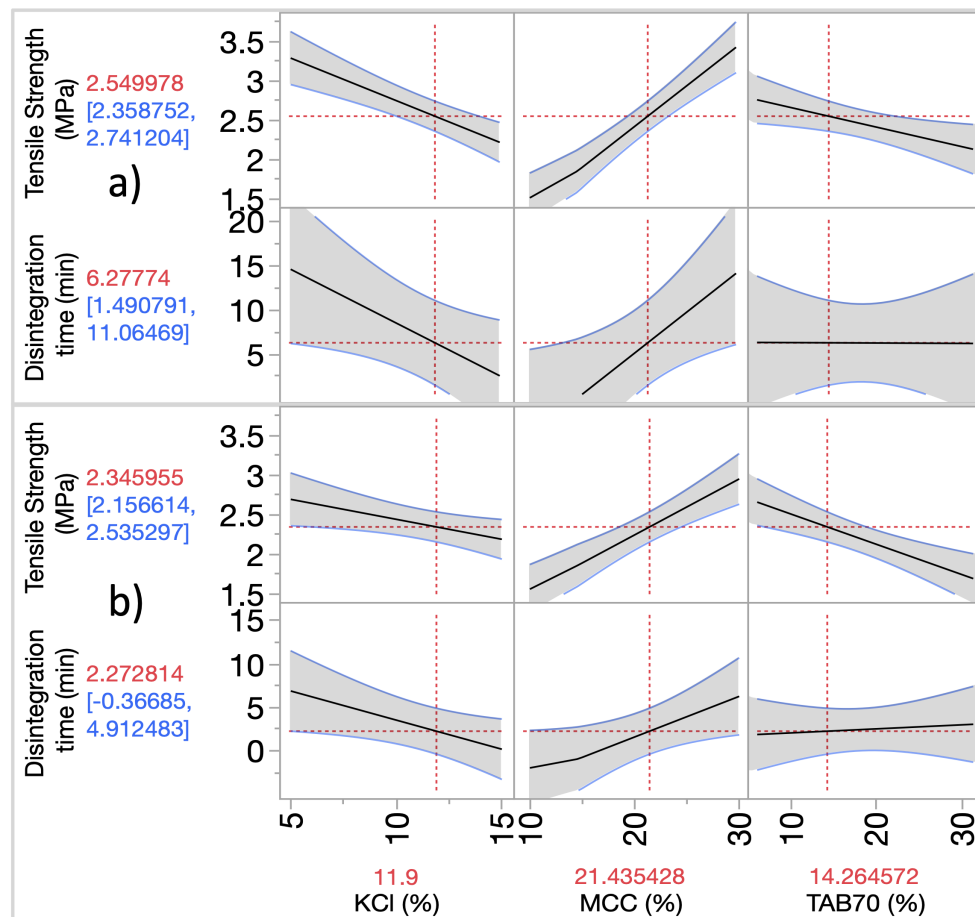 Tensile Strength
(MPa)
2.549978
[2.358752,
2.741204]
a)
3.5
3
2.5
2
1.5
Disintegration
time (min)
6.27774
[1.490791,
11.06469]
20
15
10
5
Tensile Strength
(MPa)
2.345955
[2.156614,
2.535297]
b)
3.5
3
2.5
2
1.5
Disintegration
time (min)
2.272814
[-0.36685,
4.912483]
15
10
5
0
5 10 15 10 20 30 10 20 30
11.9 21.435428 14.264572
KCl (%) MCC (%) TAB70 (%)